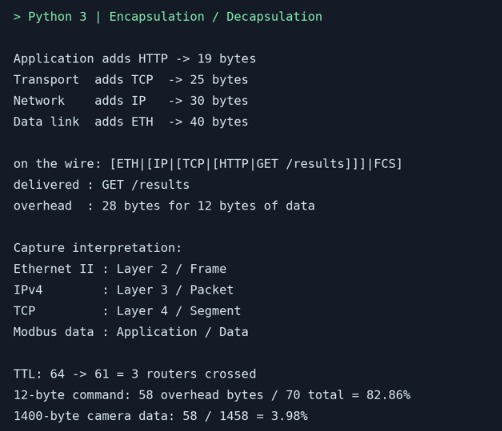 > Python 3 | Encapsulation / Decapsulation
Application adds HTTP -> 19 bytes
Transport  adds TCP  -> 25 bytes
Network    adds IP   -> 30 bytes
Data link  adds ETH  -> 40 bytes
on the wire: [ETH|[IP|[TCP|[HTTP|GET /results]]]|FCS]
delivered : GET /results
overhead  : 28 bytes for 12 bytes of data
Capture interpretation:
Ethernet II : Layer 2 / Frame
IPv4        : Layer 3 / Packet
TCP         : Layer 4 / Segment
Modbus data : Application / Data
TTL: 64 -> 61 = 3 routers crossed
12-byte command: 58 overhead bytes / 70 total = 82.86%
1400-byte camera data: 58 / 1458 = 3.98%